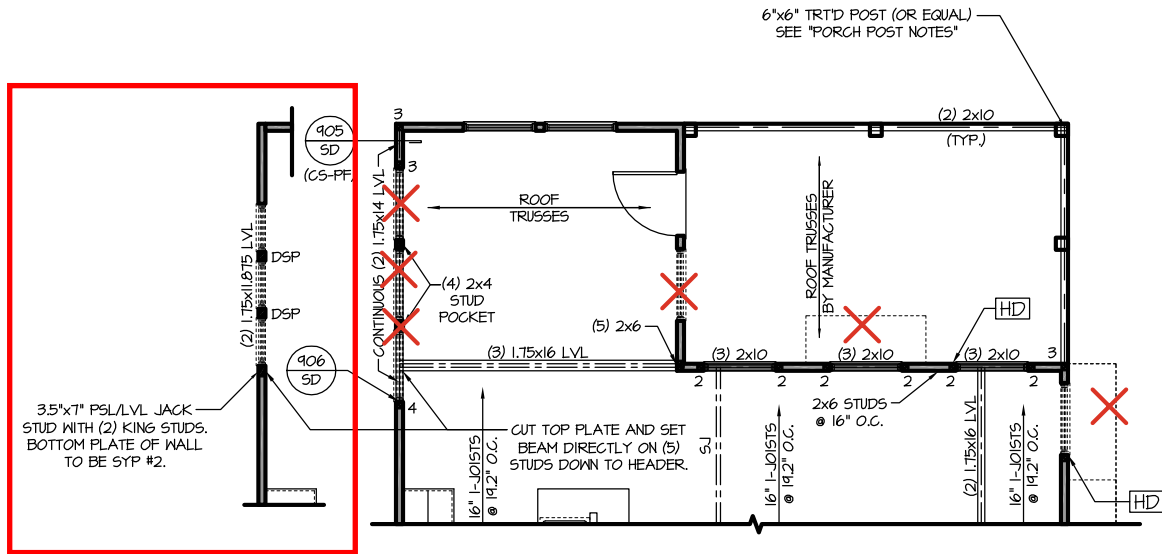 6"x6" TRT'D POST (OR EQUAL)
SEE "PORCH POST NOTES"
905
SD
(CS-PF)
3
3
(2) 2x10
(TYP.)
CONTINUOUS (2) 1.75x14 LVL
ROOF
TRUSSES
ROOF TRUSSES
BY MANUFACTURER
(2) 1.75x11.875 LVL
DSP
DSP
(4) 2x4
STUD
POCKET
HD
(5) 2x6
906
SD
(3) 1.75x16 LVL
(3) 2x10
(3) 2x10
(3) 2x10
3
2
2
2
2
2
2
4
3.5"x7" PSL/LVL JACK
STUD WITH (2) KING STUDS.
BOTTOM PLATE OF WALL
TO BE SYP #2.
CUT TOP PLATE AND SET
BEAM DIRECTLY ON (5)
STUDS DOWN TO HEADER.
2x6 STUDS
@ 16" O.C.
16" I-JOISTS
@ 19.2" O.C.
SJ
16" I-JOISTS
@ 19.2" O.C.
(2) 1.75x16 LVL
16" I-JOISTS
@ 19.2" O.C.
HD